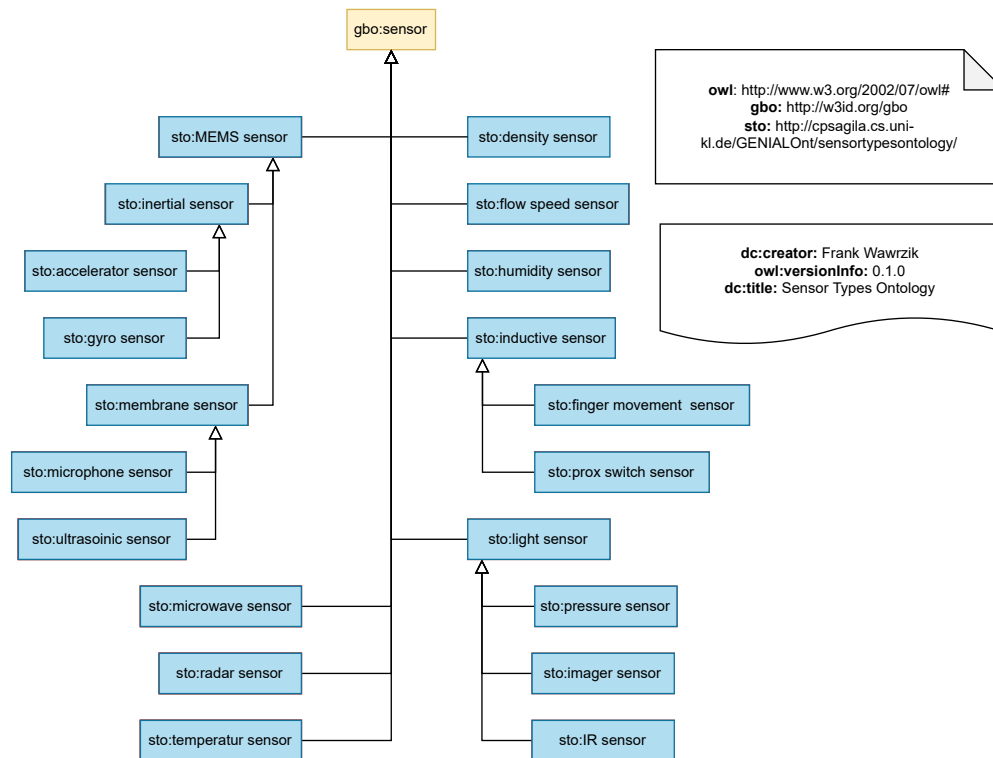 gbo:sensor
sto:MEMS sensor
sto:density sensor
sto:inertial sensor
sto:flow speed sensor
sto:accelerator sensor
sto:humidity sensor
sto:gyro sensor
sto:inductive sensor
sto:membrane sensor
sto:finger movement  sensor
sto:microphone sensor
sto:prox switch sensor
sto:ultrasoinic sensor
sto:light sensor
sto:microwave sensor
sto:pressure sensor
sto:radar sensor
sto:imager sensor
sto:temperatur sensor
sto:IR sensor
owl: http://www.w3.org/2002/07/owl#
gbo: http://w3id.org/gbo
sto: http://cpsagila.cs.uni-
kl.de/GENIALOnt/sensortypesontology/
dc:creator: Frank Wawrzik
owl:versionInfo: 0.1.0
dc:title: Sensor Types Ontology